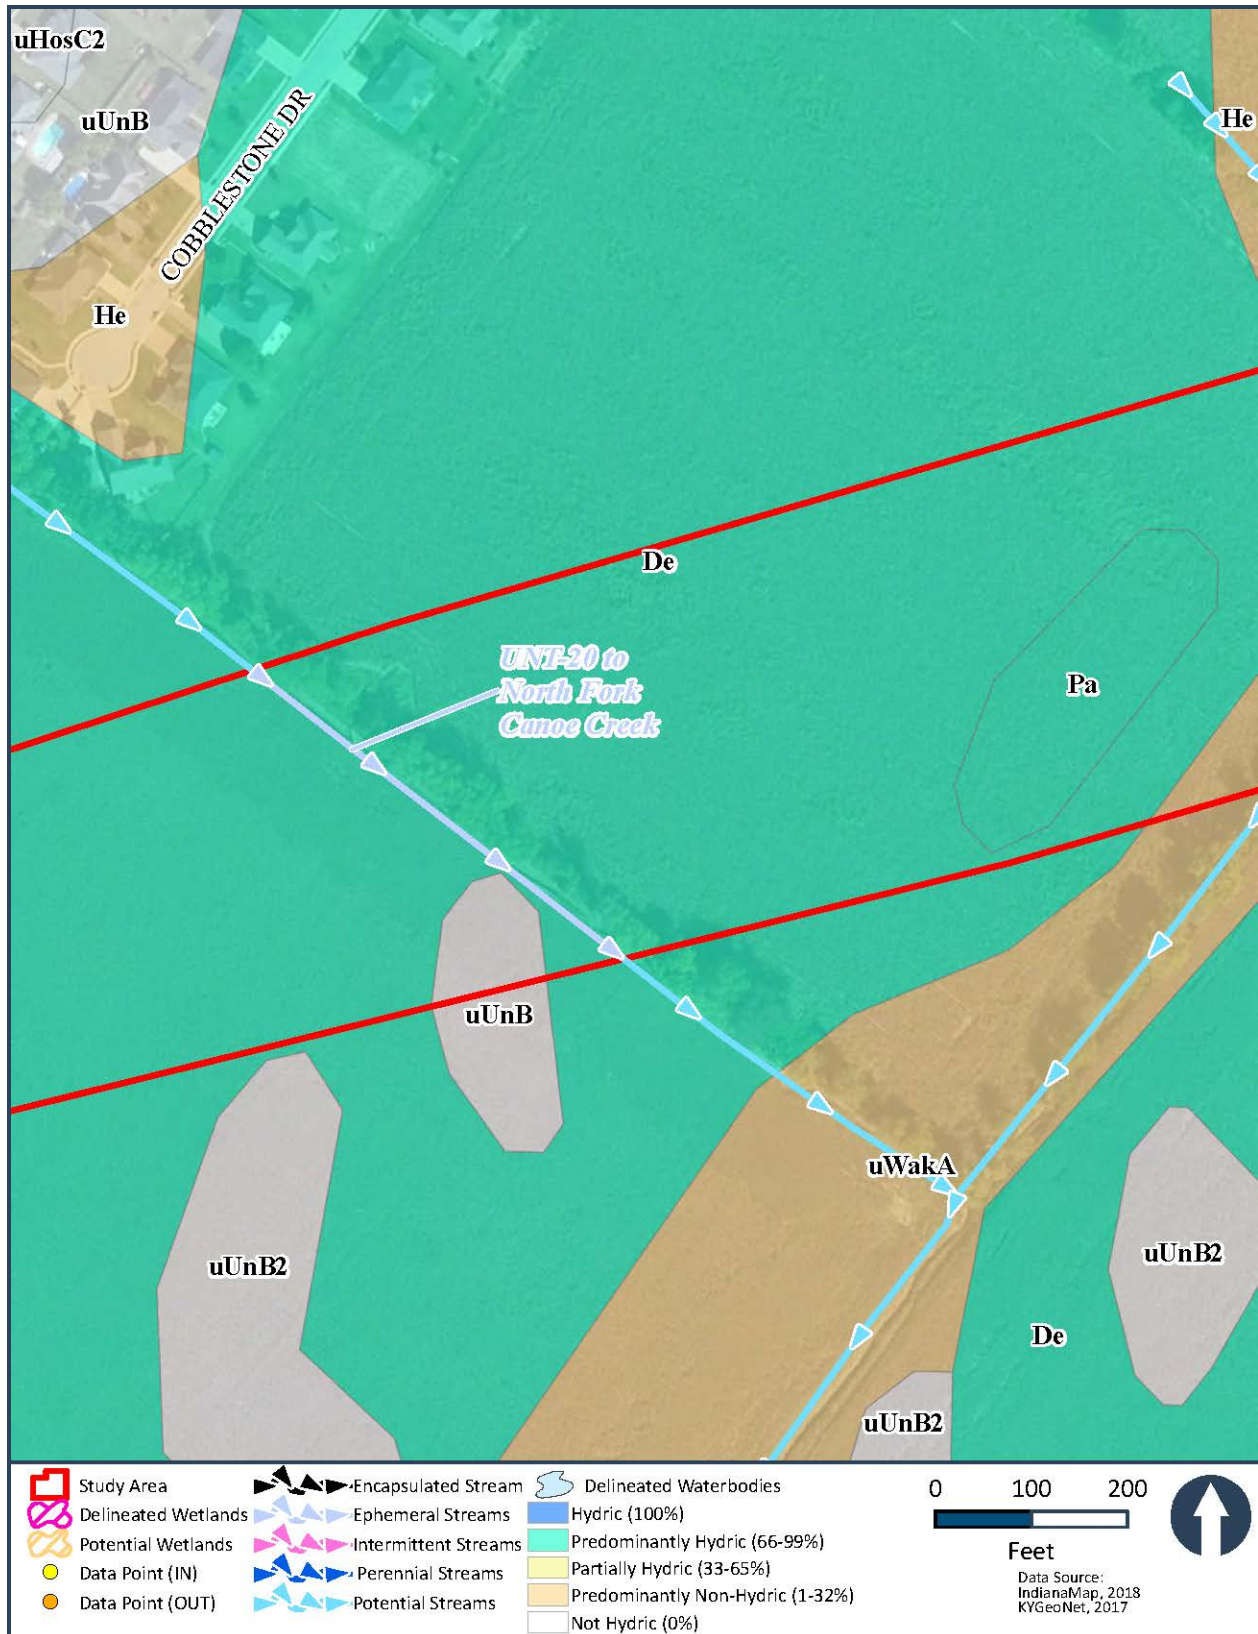 uHosC2
uUnB
COBBLESTONE DR
He
He
De
UNT-20 to
North Fork
Canoe Creek
Pa
uUnB
uWakA
uUnB2
uUnB2
De
uUnB2
Study Area
Delineated Wetlands
Potential Wetlands
Data Point (IN)
Data Point (OUT)
Encapsulated Stream
Ephemeral Streams
Intermittent Streams
Perennial Streams
Potential Streams
Delineated Waterbodies
Hydric (100%)
Predominantly Hydric (66-99%)
Partially Hydric (33-65%)
Predominantly Non-Hydric (1-32%)
Not Hydric (0%)
0 100 200
Feet
Data Source:
IndianaMap, 2018
KYGeoNet, 2017